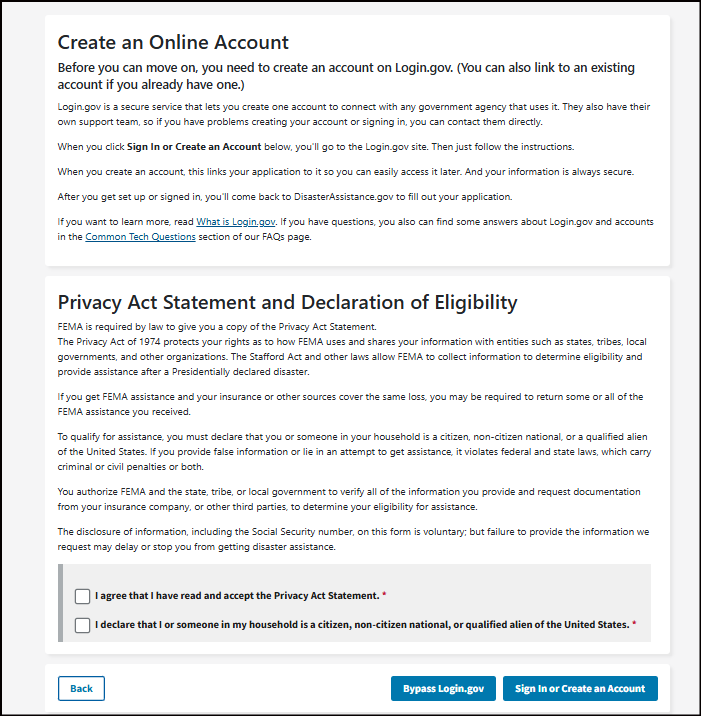 Create an Online Account
Before you can move on, you need to create an account on Login.gov. (You can also link to an existing
account if you already have one.)
Login.gov is a secure service that lets you create one account to connect with any government agency that uses it. They also have their
own support team, so if you have problems creating your account or signing in, you can contact them directly.
When you click Sign In or Create an Account below, you'll go to the Login.gov site. Then just follow the instructions.
When you create an account, this links your application to it so you can easily access it later. And your information is always secure.
After you get set up or signed in, you'll come back to DisasterAssistance.gov to fill out your application.
If you want to learn more, read What is Login.gov. If you have questions, you also can find some answers about Login.gov and accounts
in the Common Tech Questions section of our FAQs page.
Privacy Act Statement and Declaration of Eligibility
FEMA is required by law to give you a copy of the Privacy Act Statement.
The Privacy Act of 1974 protects your rights as to how FEMA uses and shares your information with entities such as states, tribes, local
governments, and other organizations. The Stafford Act and other laws allow FEMA to collect information to determine eligibility and
provide assistance after a Presidentially declared disaster.
If you get FEMA assistance and your insurance or other sources cover the same loss, you may be required to return some or all of the
FEMA assistance you received.
To qualify for assistance, you must declare that you or someone in your household is a citizen, non-citizen national, or a qualified alien
of the United States. If you provide false information or lie in an attempt to get assistance, it violates federal and state laws, which carry
criminal or civil penalties or both.
You authorize FEMA and the state, tribe, or local government to verify all of the information you provide and request documentation
from your insurance company, or other third parties, to determine your eligibility for assistance.
The disclosure of information, including the Social Security number, on this form is voluntary; but failure to provide the information we
request may delay or stop you from getting disaster assistance.
I agree that I have read and accept the Privacy Act Statement. *
I declare that I or someone in my household is a citizen, non-citizen national, or qualified alien of the United States. *
Back
Bypass Login.gov
Sign In or Create an Account